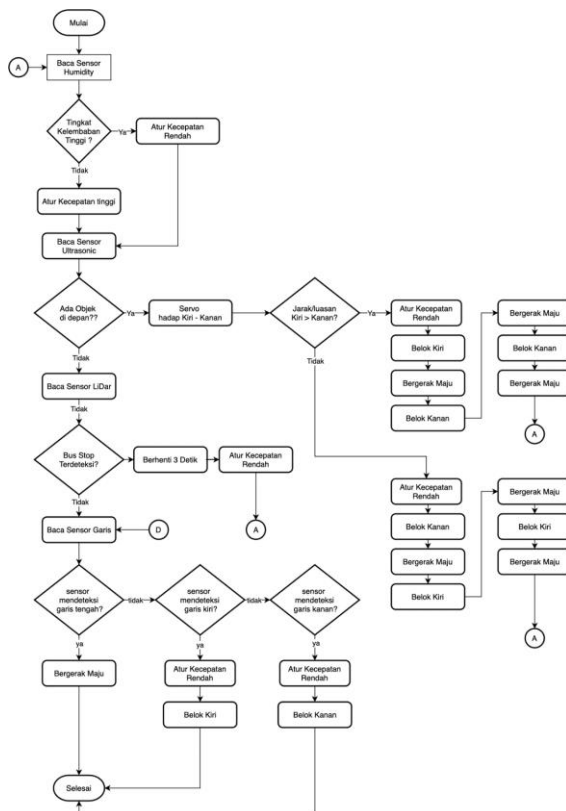 Mulai
A
Baca Sensor
Humidity
Tingkat
Kelembaban
Tinggi ?
Ya
Atur Kecepatan
Rendah
Tidak
Atur Kecepatan tinggi
Baca Sensor
Ultrasonic
Ada Objek
di depan??
Ya
Servo
hadap Kiri - Kanan
Jarak/luasan
Kiri > Kanan?
Ya
Atur Kecepatan
Rendah
Belok Kiri
Bergerak Maju
Belok Kanan
Bergerak Maju
Belok Kanan
Bergerak Maju
A
Tidak
Atur Kecepatan
Rendah
Belok Kanan
Bergerak Maju
Belok Kiri
Bergerak Maju
Belok Kiri
Bergerak Maju
A
Tidak
Baca Sensor LiDar
Tidak
Bus Stop
Terdeteksi?
Berhenti 3 Detik
Atur Kecepatan
Rendah
A
Tidak
Baca Sensor Garis
D
sensor
mendeteksi
garis tengah?
tidak
sensor
mendeteksi
garis kiri?
tidak
sensor
mendeteksi
garis kanan?
ya
Bergerak Maju
ya
Atur Kecepatan
Rendah
Belok Kiri
ya
Atur Kecepatan
Rendah
Belok Kanan
Selesai